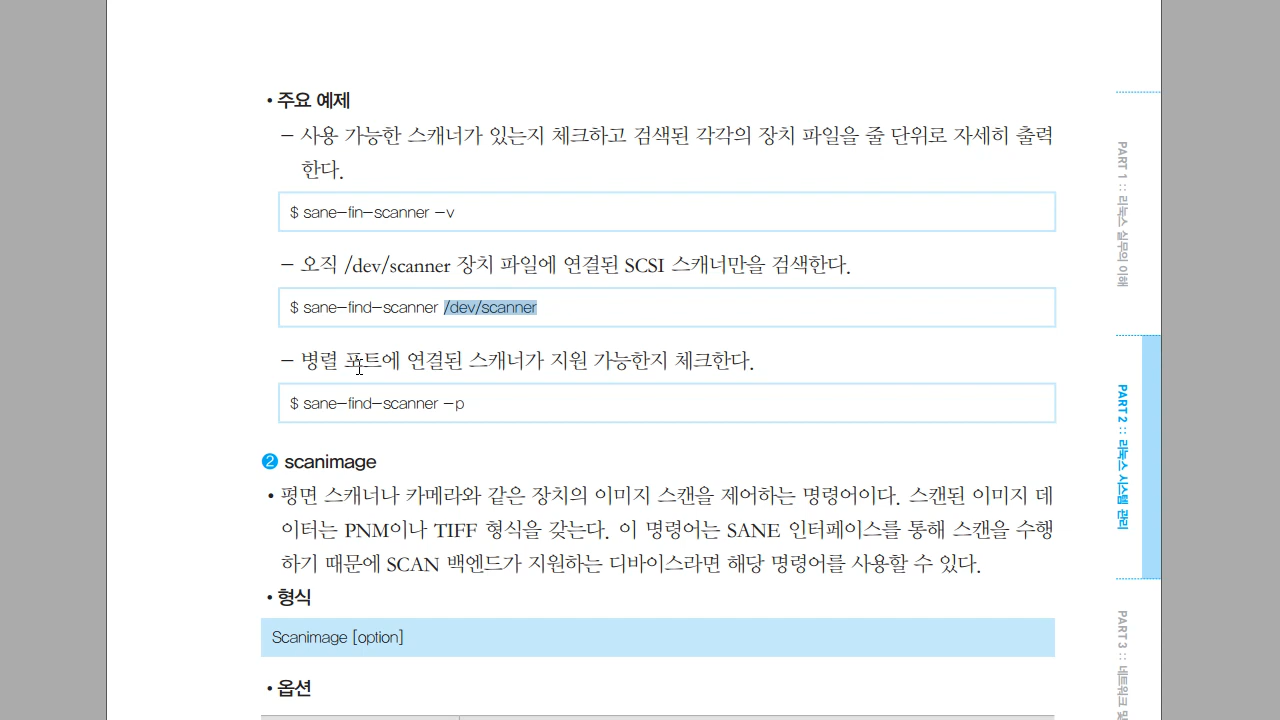 • 주요 예제
– 사용 가능한 스캐너가 있는지 체크하고 검색된 각각의 장치 파일을 줄 단위로 자세히 출력
한다.
$ sane-fin-scanner -v
– 오직 /dev/scanner 장치 파일에 연결된 SCSI 스캐너만을 검색한다.
$ sane-find-scanner /dev/scanner
– 병렬 포트에 연결된 스캐너가 지원 가능한지 체크한다.
$ sane-find-scanner -p
2 scanimage
• 평면 스캐너나 카메라와 같은 장치의 이미지 스캔을 제어하는 명령어이다. 스캔된 이미지 데
이터는 PNM이나 TIFF 형식을 갖는다. 이 명령어는 SANE 인터페이스를 통해 스캔을 수행
하기 때문에 SCAN 백엔드가 지원하는 디바이스라면 해당 명령어를 사용할 수 있다.
• 형식
Scanimage [option]
• 옵션
PART 1 :: 리눅스 실무의 이해
PART 2 :: 리눅스 시스템 관리
PART 3 :: 네트워크 및